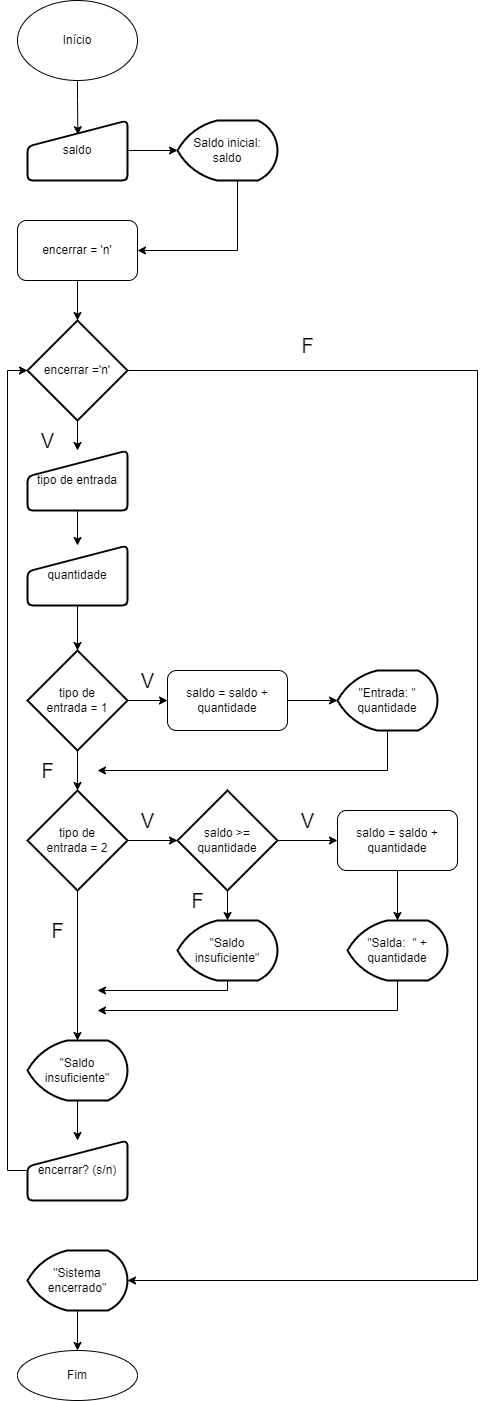 Início
saldo
Saldo inicial:
saldo
encerrar = 'n'
encerrar ='n'
F
V
tipo de entrada
quantidade
tipo de
entrada = 1
V
saldo = saldo +
quantidade
"Entrada: "
quantidade
F
tipo de
entrada = 2
V
saldo >=
quantidade
V
saldo = saldo +
quantidade
F
F
"Saldo
insuficiente"
"Salda:  " +
quantidade
"Saldo
insuficiente"
encerrar? (s/n)
"Sistema
encerrado"
Fim